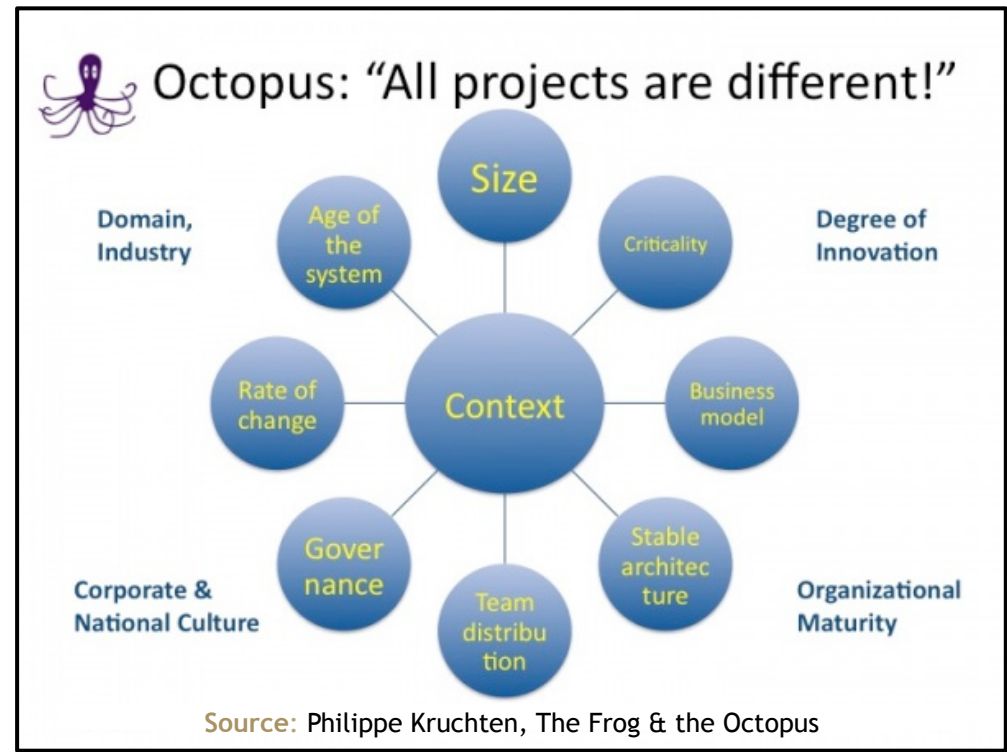 Octopus: “All projects are different!”
Size
Age of
the
system
Criticality
Domain,
Industry
Degree of
Innovation
Rate of
change
Context
Business
model
Gover
nance
Stable
architec
ture
Team
distribu
tion
Corporate &
National Culture
Organizational
Maturity
Source: Philippe Kruchten, The Frog & the Octopus